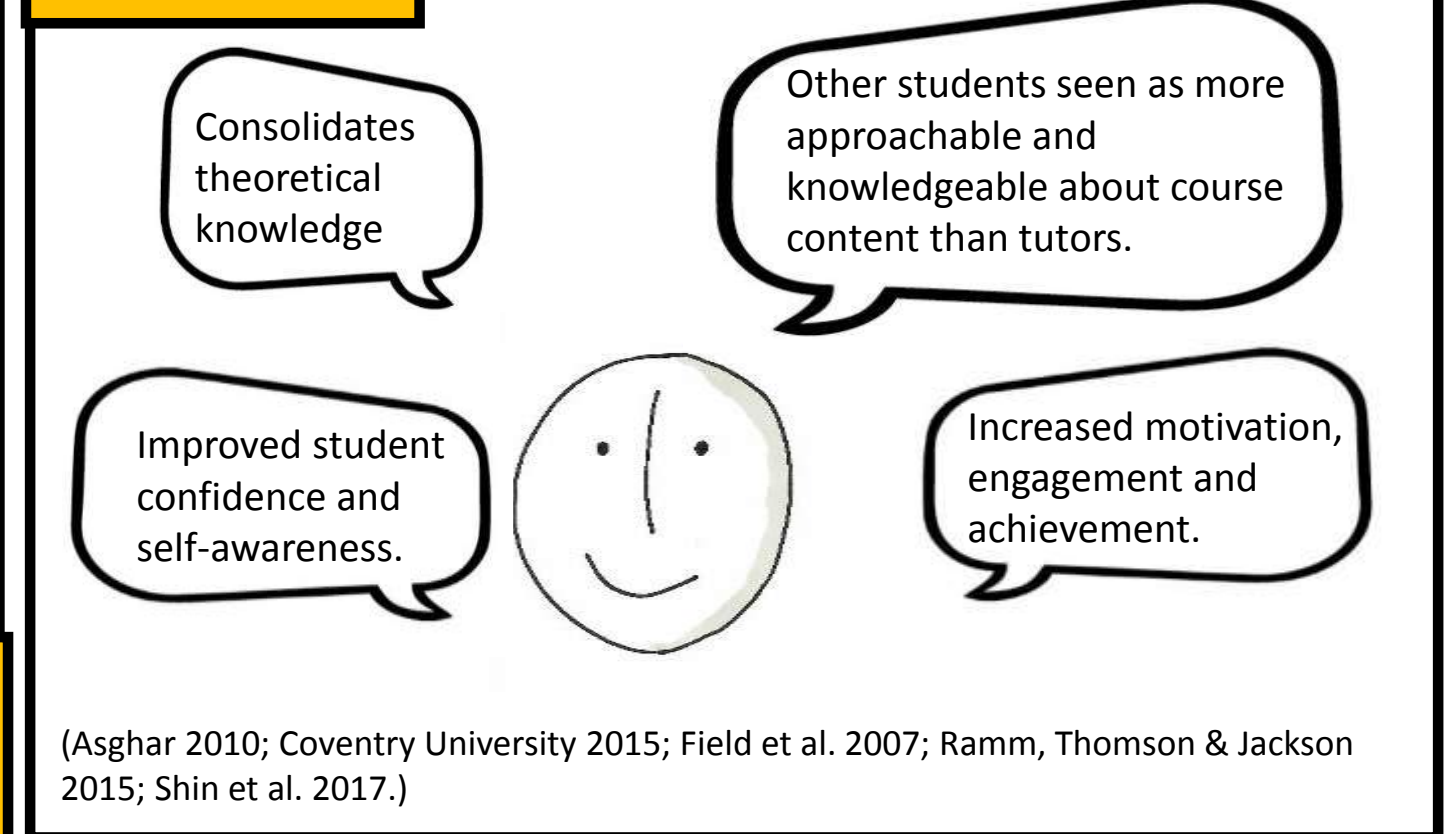 Consolidates
theoretical
knowledge
Other students seen as more
approachable and
knowledgeable about course
content than tutors.
Improved student
confidence and
self-awareness.
Increased motivation,
engagement and
achievement.
(Asghar 2010; Coventry University 2015; Field et al. 2007; Ramm, Thomson & Jackson
2015; Shin et al. 2017.)